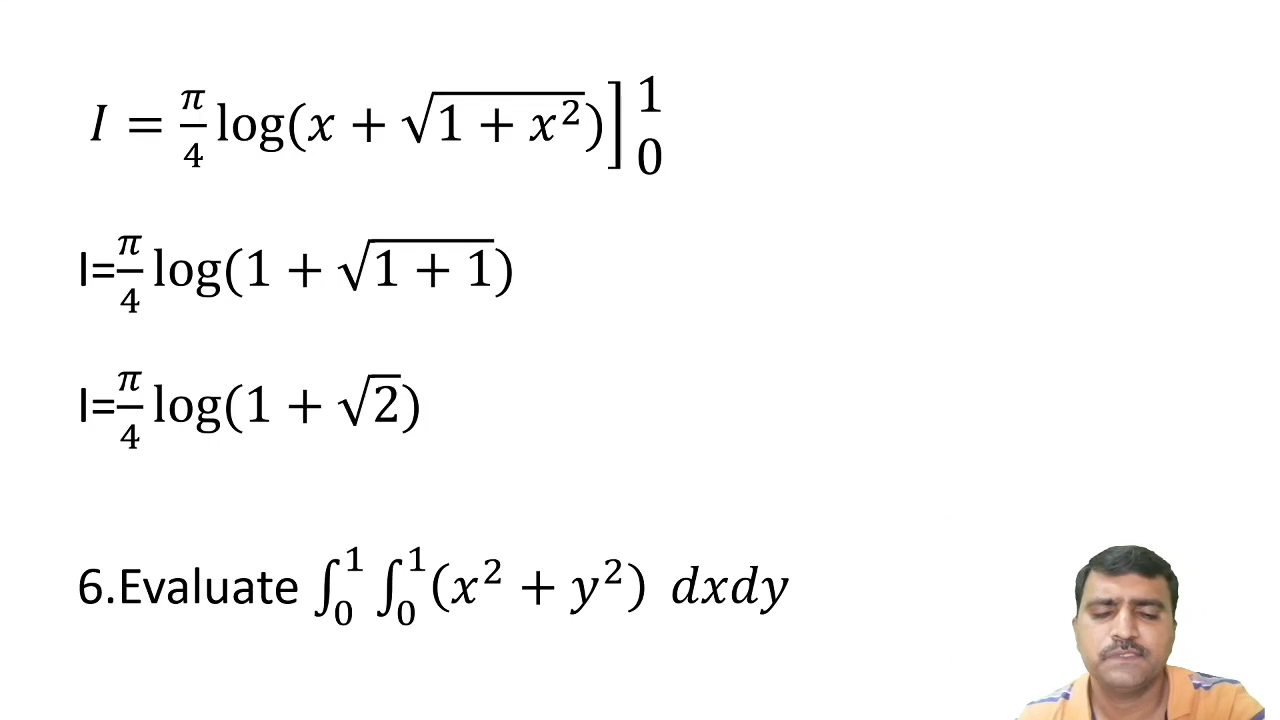 I = π/4 log(x + √(1 + x²))]₀¹
I=π/4 log(1 + √(1 + 1))
I=π/4 log(1 + √2)
6.Evaluate ∫₀¹ ∫₀¹ (x² + y²) dxdy